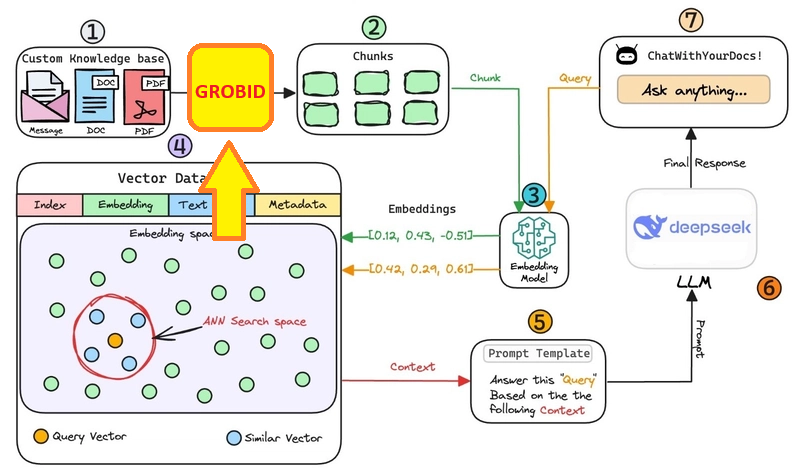 1
Custom Knowledge base
DOC
PDF
Message
DOC
PDF
GROBID
2
Chunks
Chunk
Query
7
ChatWithYourDocs!
Ask anything...
Final Response
deepseek
LLM
6
Prompt
3
Embedding
Model
Embeddings
[0.12, 0.43, -0.51]
[0.42, 0.29, 0.61]
4
Vector Dat
Index
Embedding
Text
Metadata
Embedding spa
ANN Search space
Query Vector
Similar Vector
Context
5
Prompt Template
Answer this "Query"
Based on the the
following Context